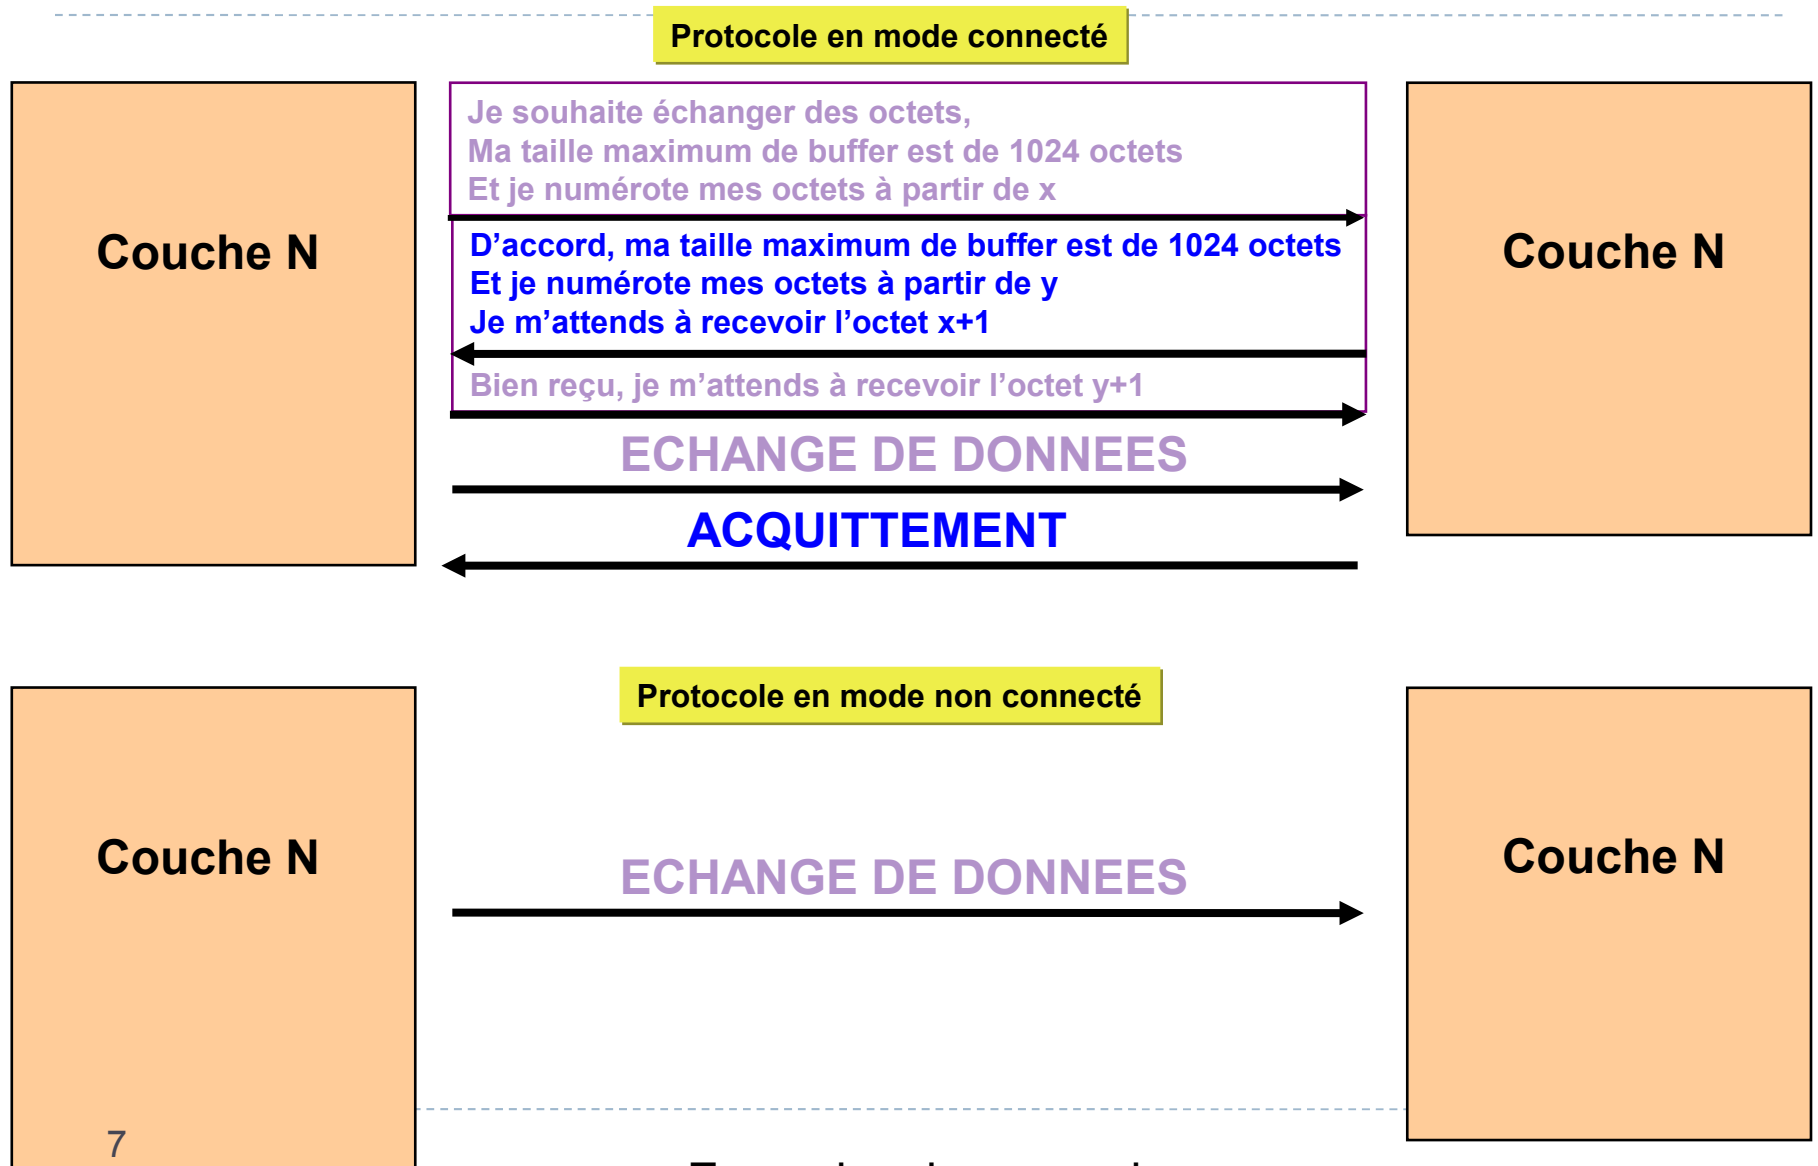 Protocole en mode connecté
Couche N
Je souhaite échanger des octets,
Ma taille maximum de buffer est de 1024 octets
Et je numérote mes octets à partir de x
D’accord, ma taille maximum de buffer est de 1024 octets
Et je numérote mes octets à partir de y
Je m’attends à recevoir l’octet x+1
Bien reçu, je m’attends à recevoir l’octet y+1
ECHANGE DE DONNEES
ACQUITTEMENT
Couche N
Protocole en mode non connecté
Couche N
ECHANGE DE DONNEES
Couche N
7